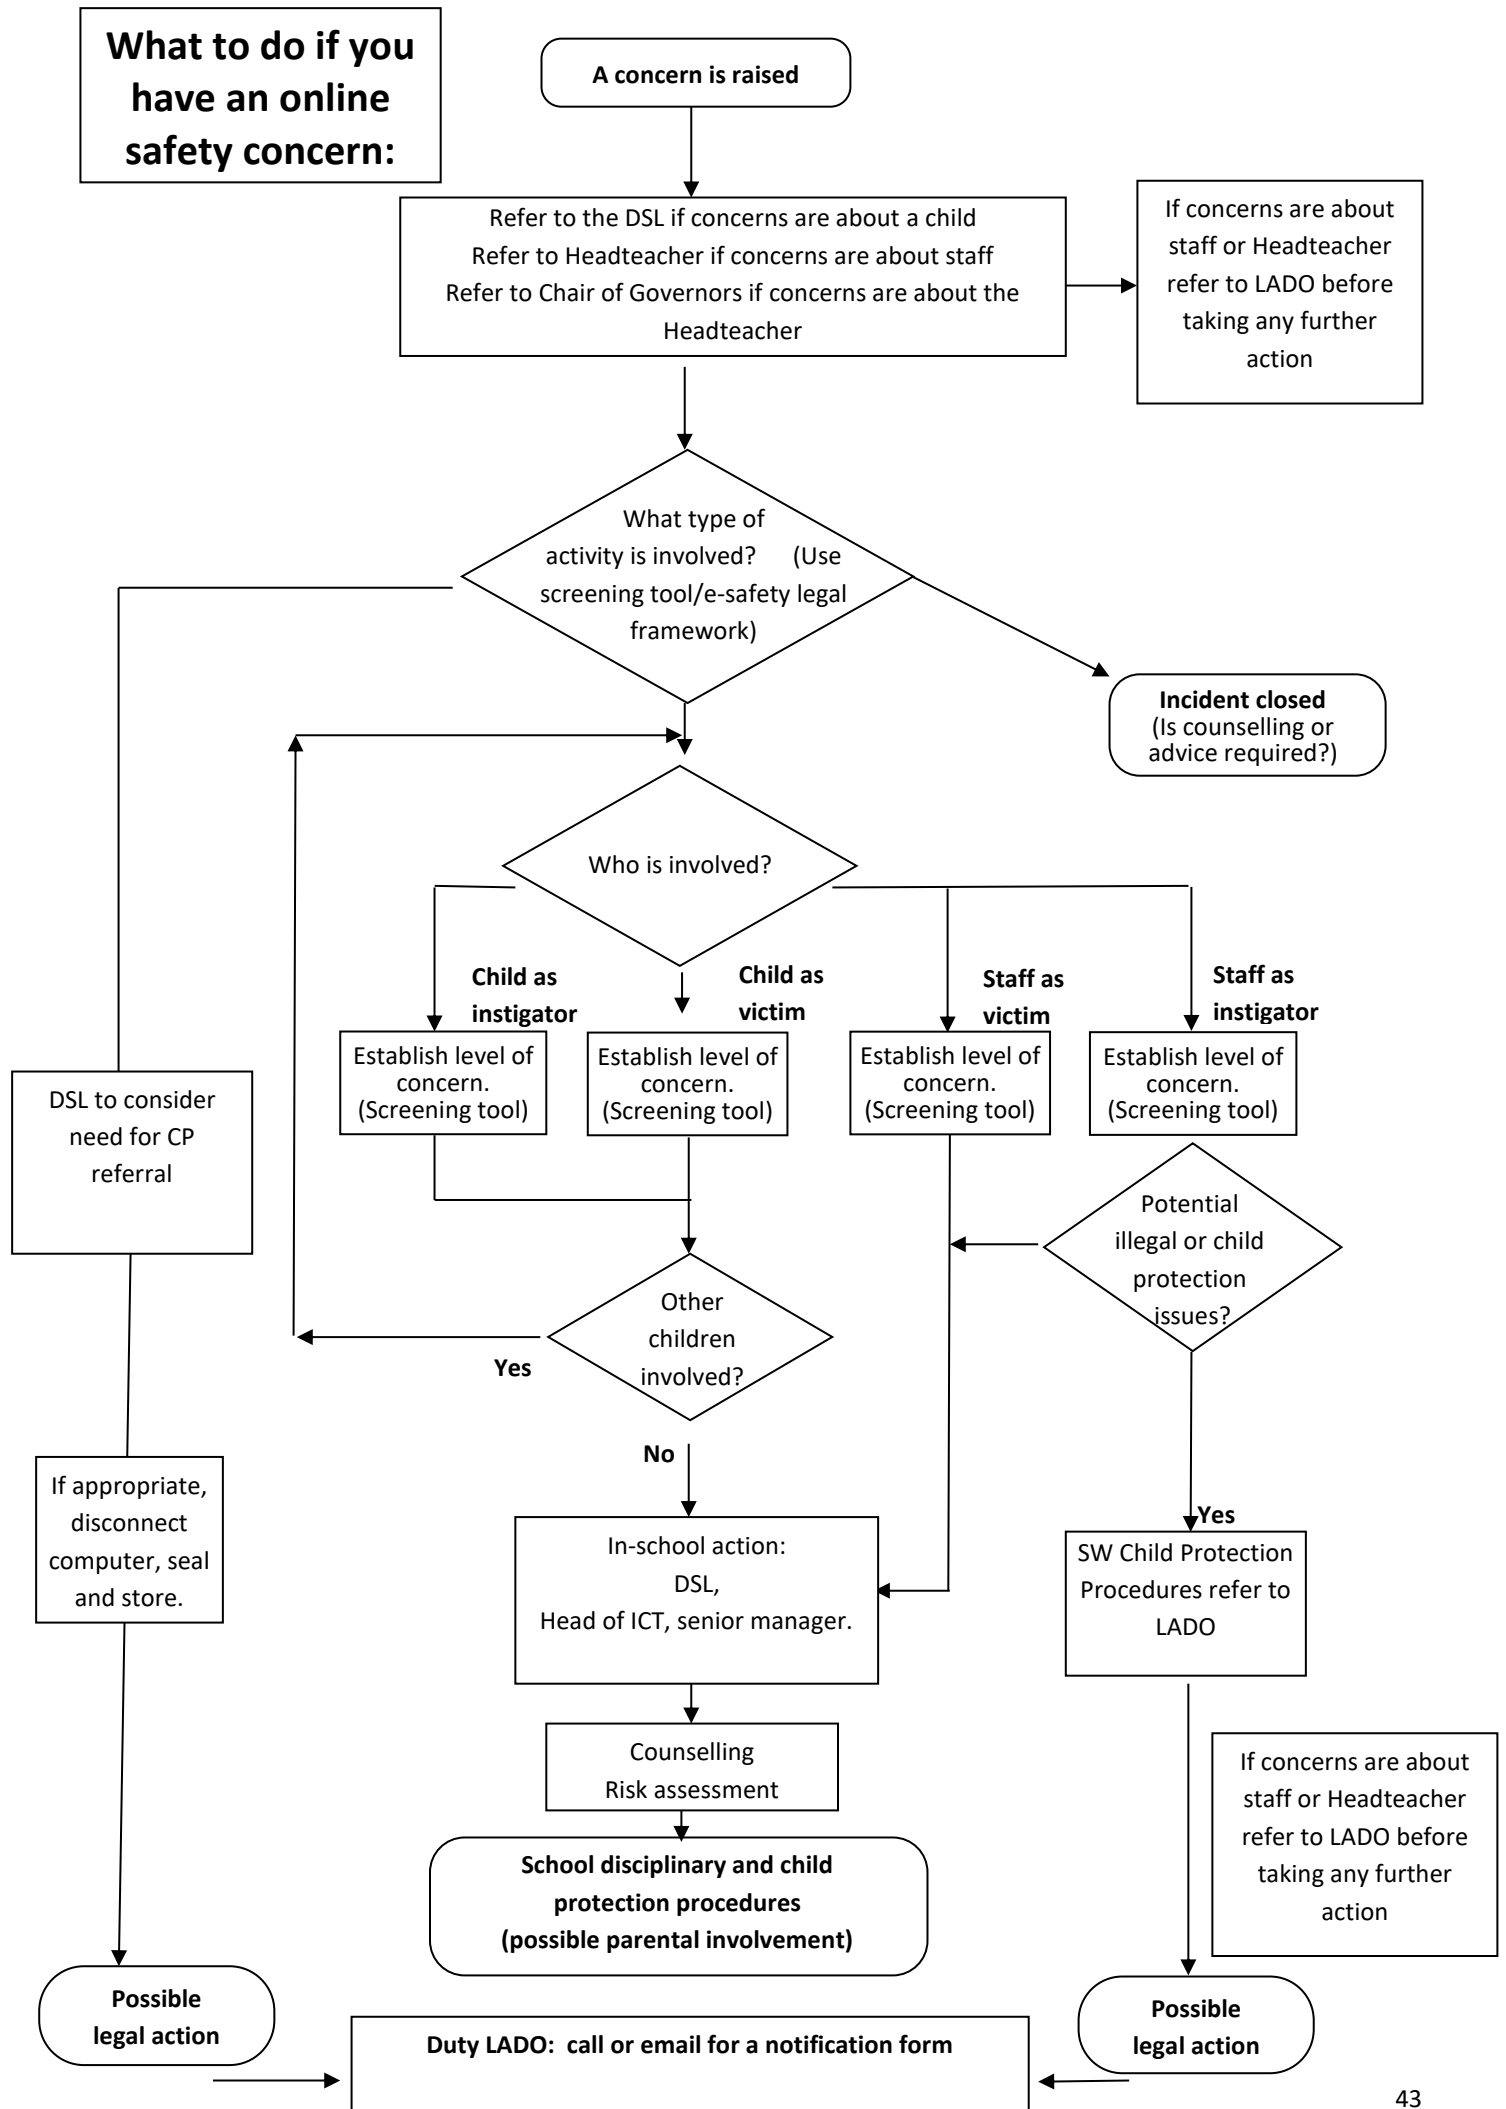 What to do if you
have an online
safety concern:
A concern is raised
Refer to the DSL if concerns are about a child
Refer to Headteacher if concerns are about staff
Refer to Chair of Governors if concerns are about the
Headteacher
If concerns are about
staff or Headteacher
refer to LADO before
taking any further
action
What type of
activity is involved? (Use
screening tool/e-safety legal
framework)
Incident closed
(Is counselling or
advice required?)
Who is involved?
Child as
instigator
Child as
victim
Staff as
victim
Staff as
instigator
Establish level of
concern.
(Screening tool)
Establish level of
concern.
(Screening tool)
Establish level of
concern.
(Screening tool)
Establish level of
concern.
(Screening tool)
DSL to consider
need for CP
referral
Potential
illegal or child
protection
issues?
Other
children
involved?
Yes
No
If appropriate,
disconnect
computer, seal
and store.
In-school action:
DSL,
Head of ICT, senior manager.
Yes
SW Child Protection
Procedures refer to
LADO
Counselling
Risk assessment
If concerns are about
staff or Headteacher
refer to LADO before
taking any further
action
School disciplinary and child
protection procedures
(possible parental involvement)
Possible
legal action
Possible
legal action
Duty LADO: call or email for a notification form
43